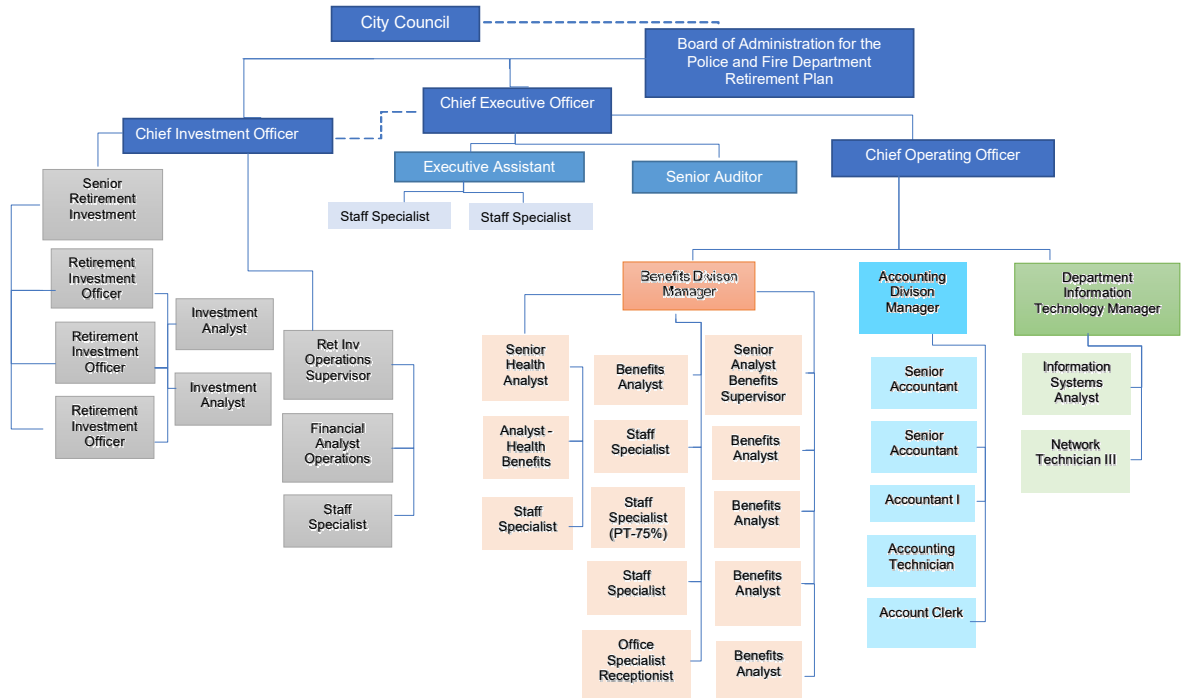 City Council
Board of Administration for the
Police and Fire Department
Retirement Plan
Chief Executive Officer
Chief Investment Officer
Chief Operating Officer
Executive Assistant
Senior Auditor
Staff Specialist
Staff Specialist
Senior
Retirement
Investment
Retirement
Investment
Officer
Retirement
Investment
Officer
Retirement
Investment
Officer
Investment
Analyst
Investment
Analyst
Ret Inv
Operations
Supervisor
Financial
Analyst
Operations
Staff
Specialist
Benefits Divison
Manager
Senior
Health
Analyst
Analyst -
Health
Benefits
Staff
Specialist
Benefits
Analyst
Staff
Specialist
Staff
Specialist
(PT-75%)
Staff
Specialist
Office
Specialist
Receptionist
Senior
Analyst
Benefits
Supervisor
Benefits
Analyst
Benefits
Analyst
Benefits
Analyst
Benefits
Analyst
Accounting
Divison
Manager
Senior
Accountant
Senior
Accountant
Accountant I
Accounting
Technician
Account Clerk
Department
Information
Technology Manager
Information
Systems
Analyst
Network
Technician III